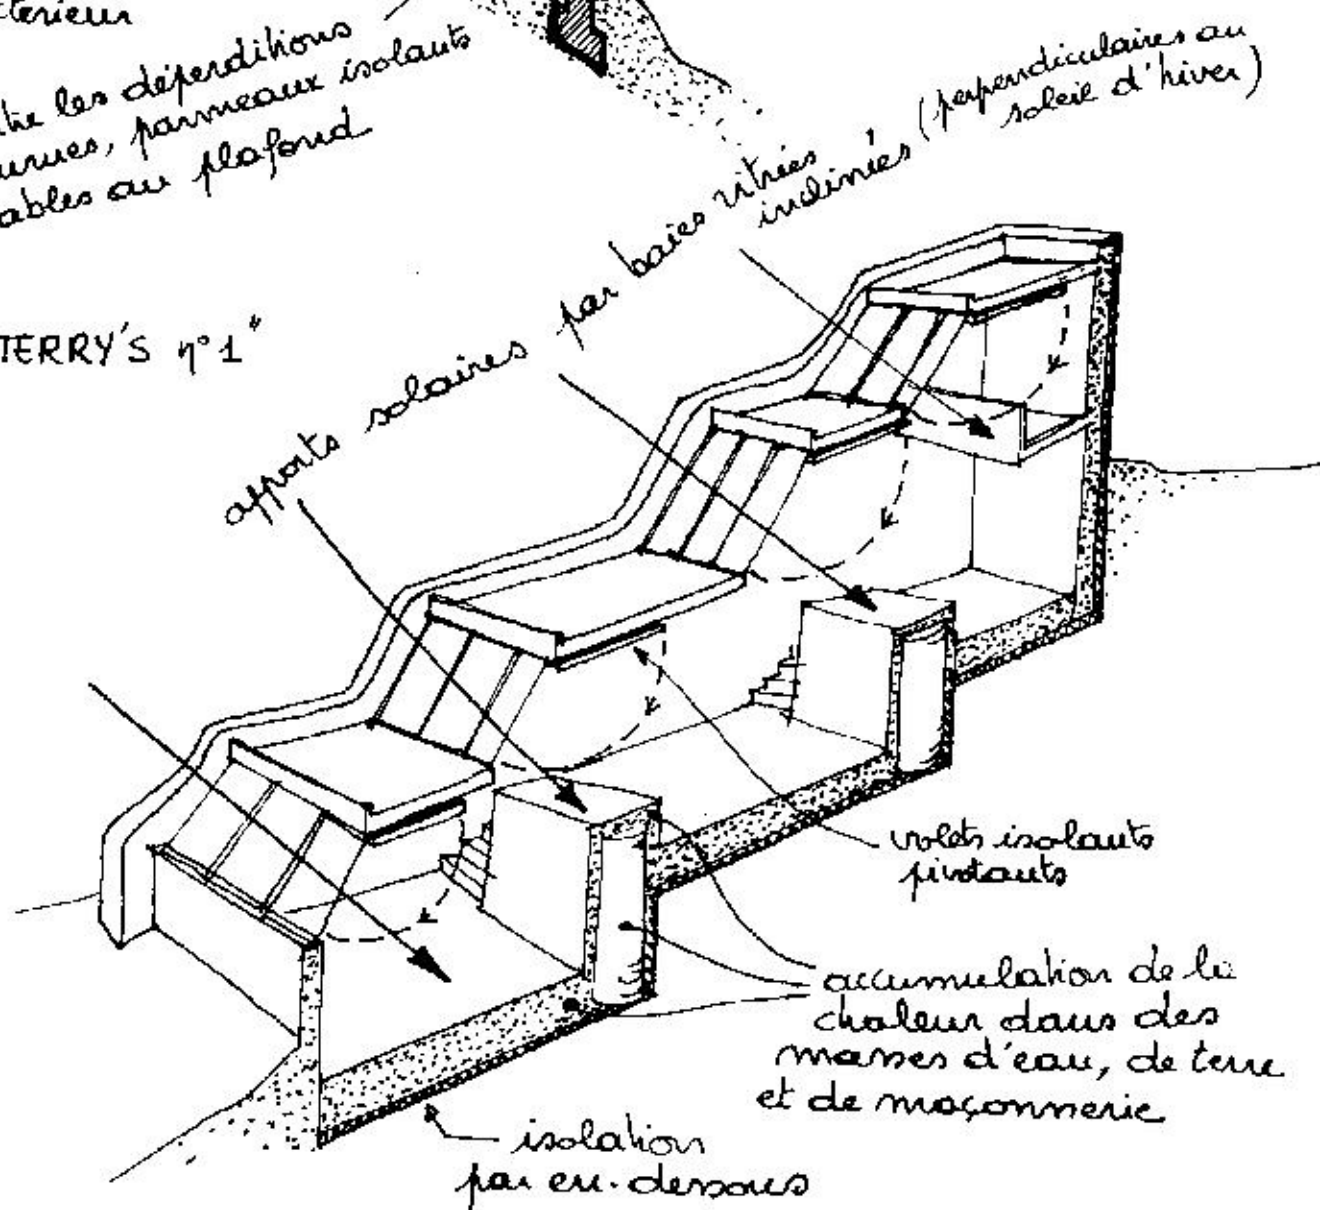 térieur
les déperditions
panneaux isolants
ables au plafond
TERRY'S n°1"
apports solaires par baies vitrées
inclinées (perpendiculaires au
soleil d'hiver)
volets isolants
pivotants
accumulation de la
chaleur dans des
masses d'eau, de terre
et de maçonnerie
isolation
par en-dessous